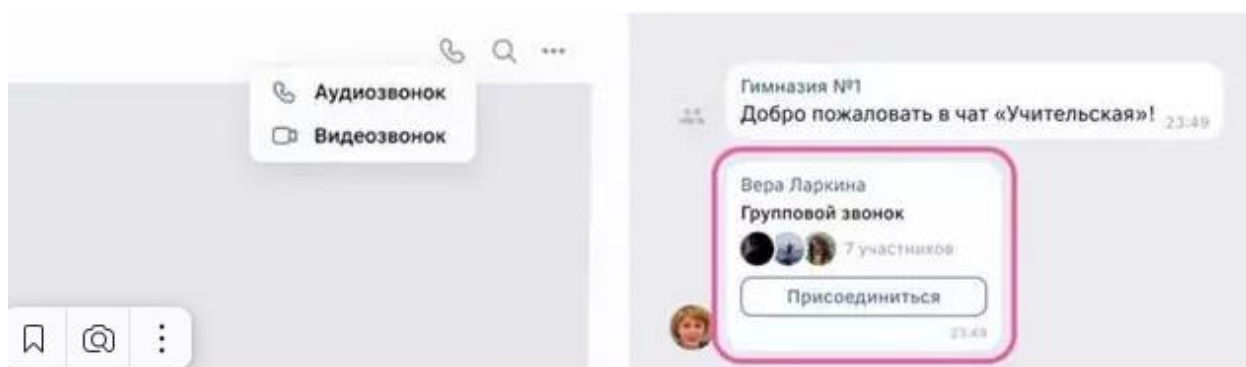 Аудиозвонок
Видеозвонок
Гимназия №1
Добро пожаловать в чат «Учительская»! 23:49
Вера Ларкина
Групповой звонок
7 участников
Присоединиться
23:49